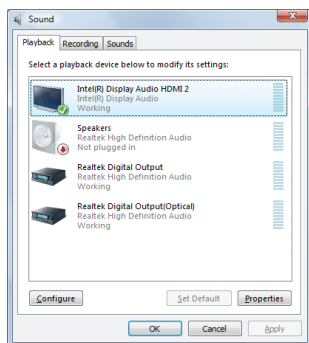 Sound
Playback Recording Sounds
Select a playback device below to modify its settings:
Intel(R) Display Audio HDMI 2
Intel(R) Display Audio
Working
Speakers
Realtek High Definition Audio
Not plugged in
Realtek Digital Output
Realtek High Definition Audio
Working
Realtek Digital Output(Optical)
Realtek High Definition Audio
Working
Configure Set Default Properties
OK Cancel Apply